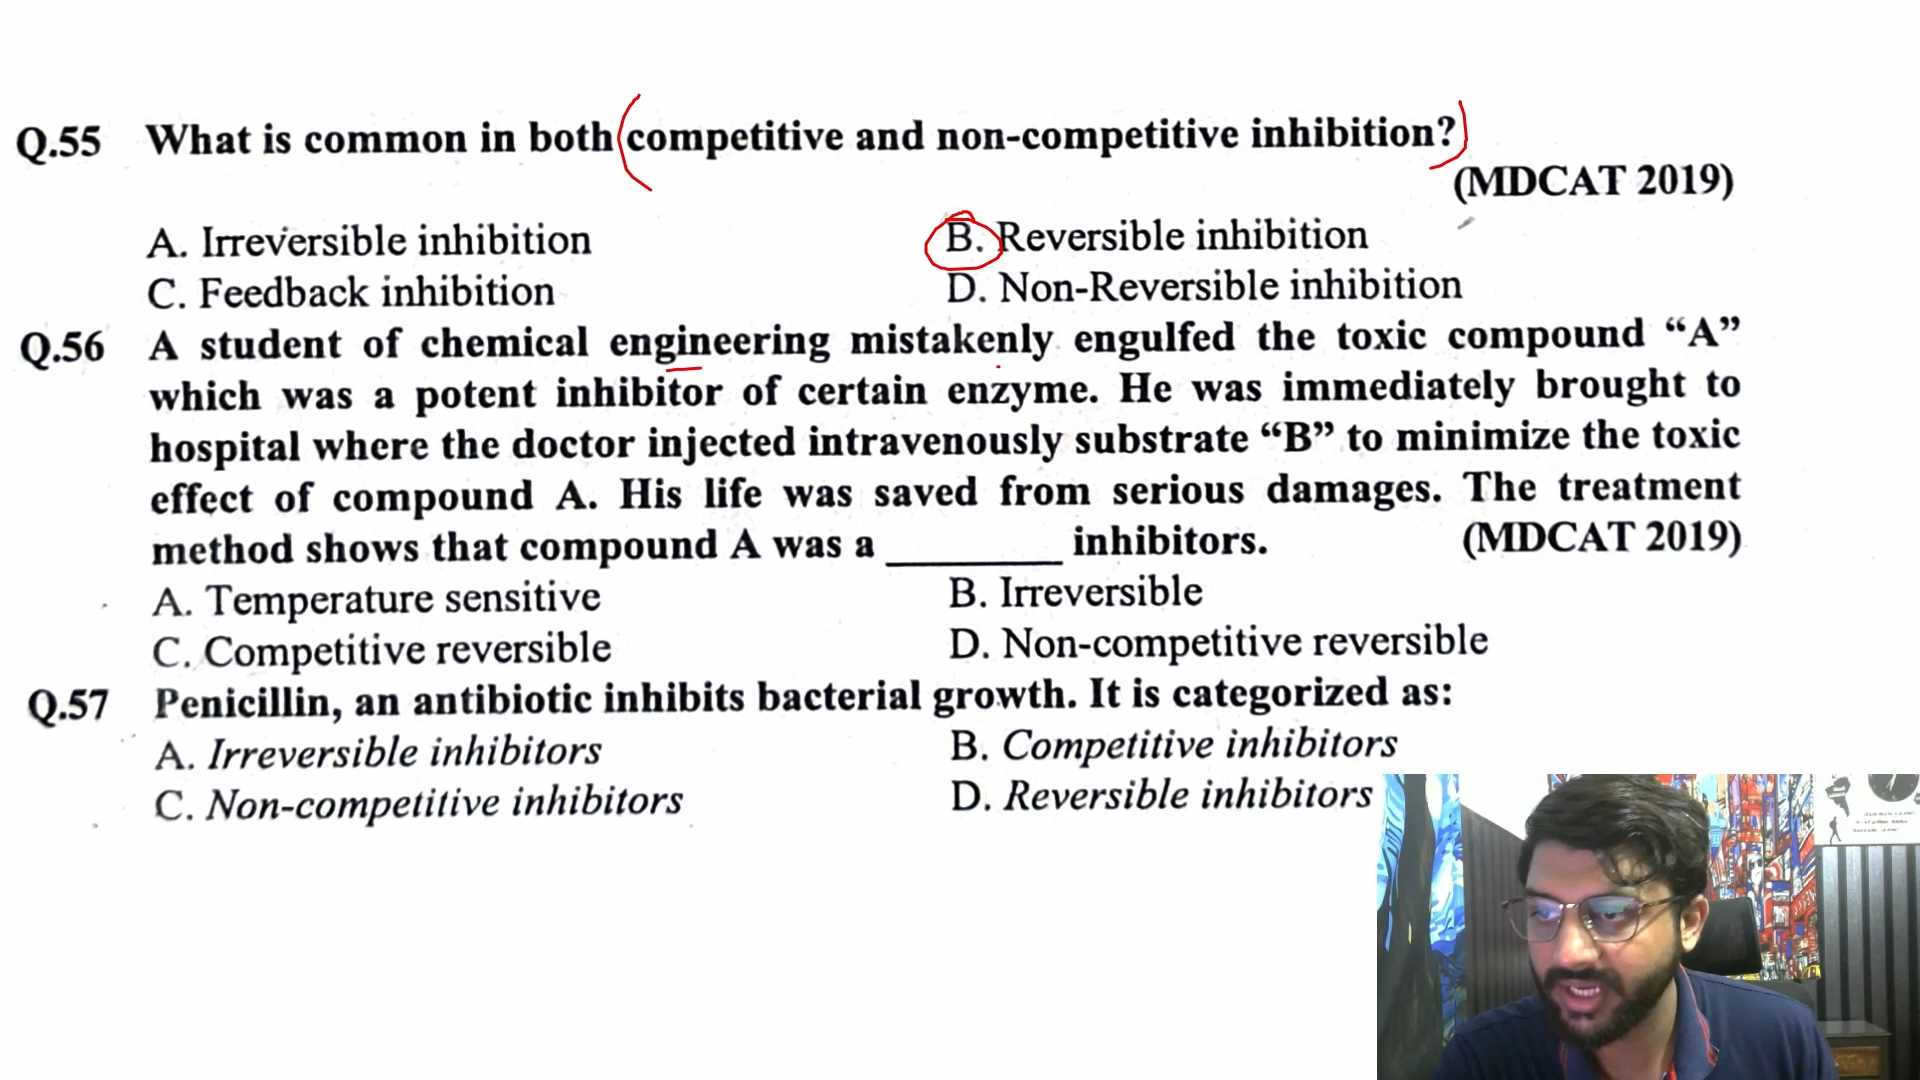 Q.55 What is common in both competitive and non-competitive inhibition?
(MDCAT 2019)
A. Irreversible inhibition B. Reversible inhibition
C. Feedback inhibition D. Non-Reversible inhibition
Q.56 A student of chemical engineering mistakenly engulfed the toxic compound “A”
which was a potent inhibitor of certain enzyme. He was immediately brought to
hospital where the doctor injected intravenously substrate “B” to minimize the toxic
effect of compound A. His life was saved from serious damages. The treatment
method shows that compound A was a __________ inhibitors. (MDCAT 2019)
A. Temperature sensitive B. Irreversible
C. Competitive reversible D. Non-competitive reversible
Q.57 Penicillin, an antibiotic inhibits bacterial growth. It is categorized as:
A. Irreversible inhibitors B. Competitive inhibitors
C. Non-competitive inhibitors D. Reversible inhibitors